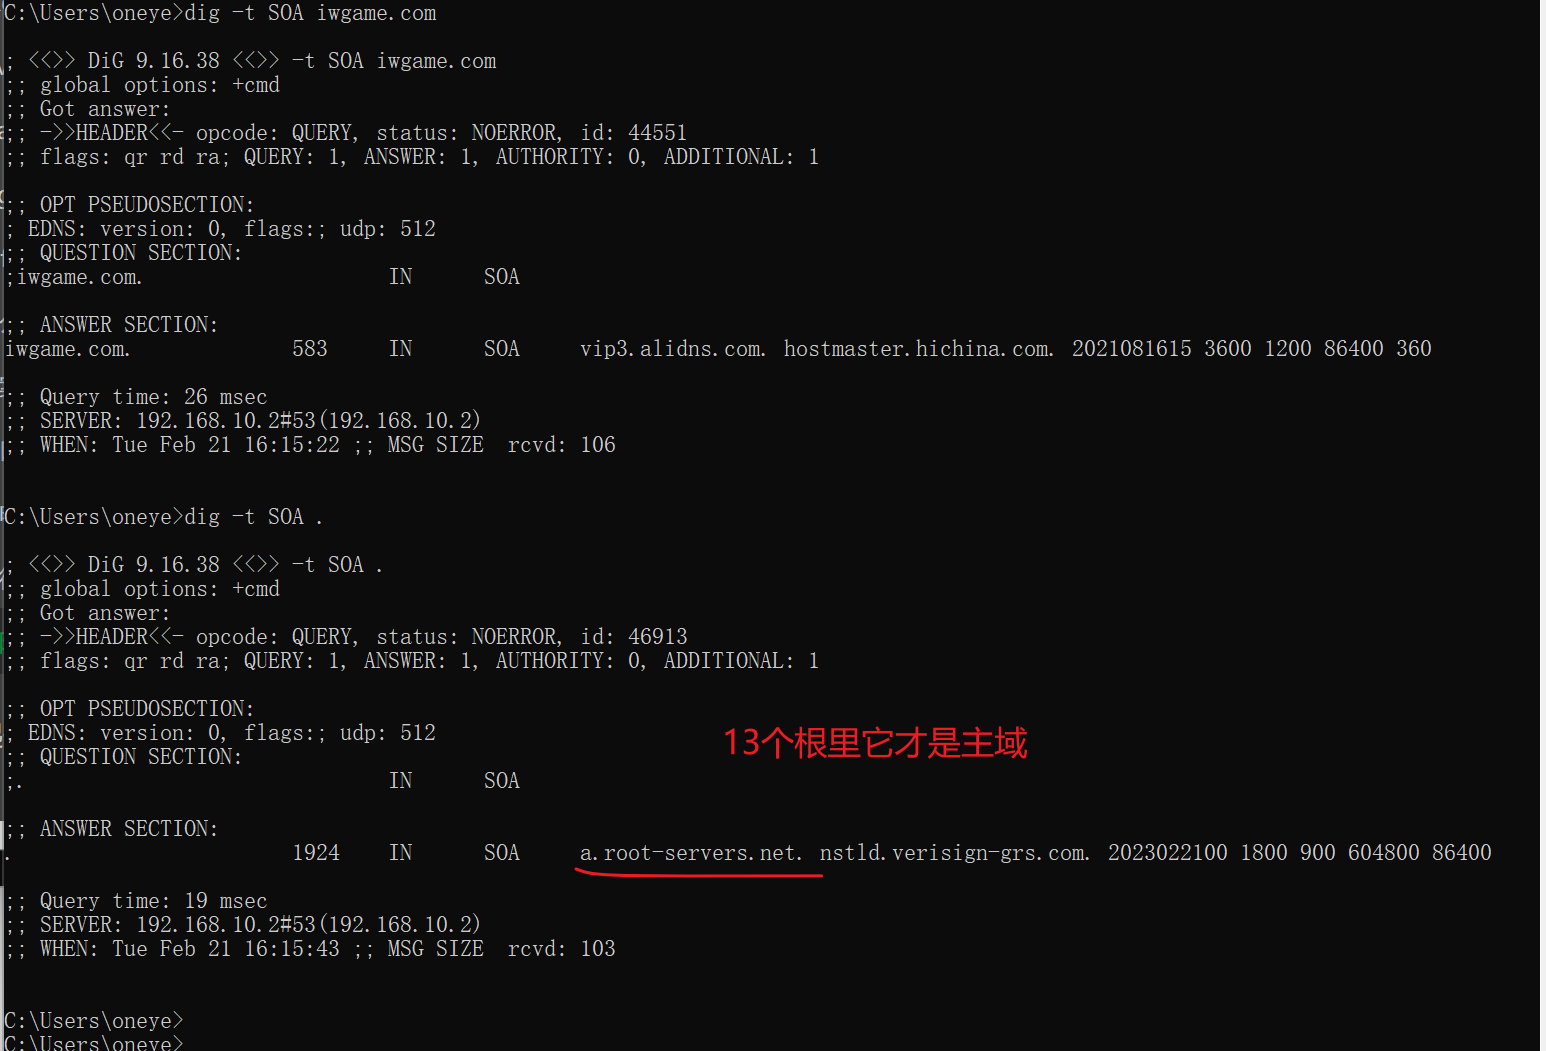 C:\Users\oneye>dig -t SOA iwgame.com
; <<>> DiG 9.16.38 <<>> -t SOA iwgame.com
;; global options: +cmd
;; Got answer:
;; ->>HEADER<<- opcode: QUERY, status: NOERROR, id: 44551
;; flags: qr rd ra; QUERY: 1, ANSWER: 1, AUTHORITY: 0, ADDITIONAL: 1
;; OPT PSEUDOSECTION:
; EDNS: version: 0, flags:; udp: 512
;; QUESTION SECTION:
;iwgame.com. IN SOA
;; ANSWER SECTION:
iwgame.com. 583 IN SOA vip3.alidns.com. hostmaster.hichina.com. 2021081615 3600 1200 86400 360
;; Query time: 26 msec
;; SERVER: 192.168.10.2#53(192.168.10.2)
;; WHEN: Tue Feb 21 16:15:22 ;; MSG SIZE rcvd: 106
C:\Users\oneye>dig -t SOA .
; <<>> DiG 9.16.38 <<>> -t SOA .
;; global options: +cmd
;; Got answer:
;; ->>HEADER<<- opcode: QUERY, status: NOERROR, id: 46913
;; flags: qr rd ra; QUERY: 1, ANSWER: 1, AUTHORITY: 0, ADDITIONAL: 1
;; OPT PSEUDOSECTION:
; EDNS: version: 0, flags:; udp: 512
13个根里它才是主域
;; QUESTION SECTION:
;. IN SOA
;; ANSWER SECTION:
. 1924 IN SOA a.root-servers.net. nstld.verisign-grs.com. 2023022100 1800 900 604800 86400
;; Query time: 19 msec
;; SERVER: 192.168.10.2#53(192.168.10.2)
;; WHEN: Tue Feb 21 16:15:43 ;; MSG SIZE rcvd: 103
C:\Users\oneye>
C:\Users\oneye>